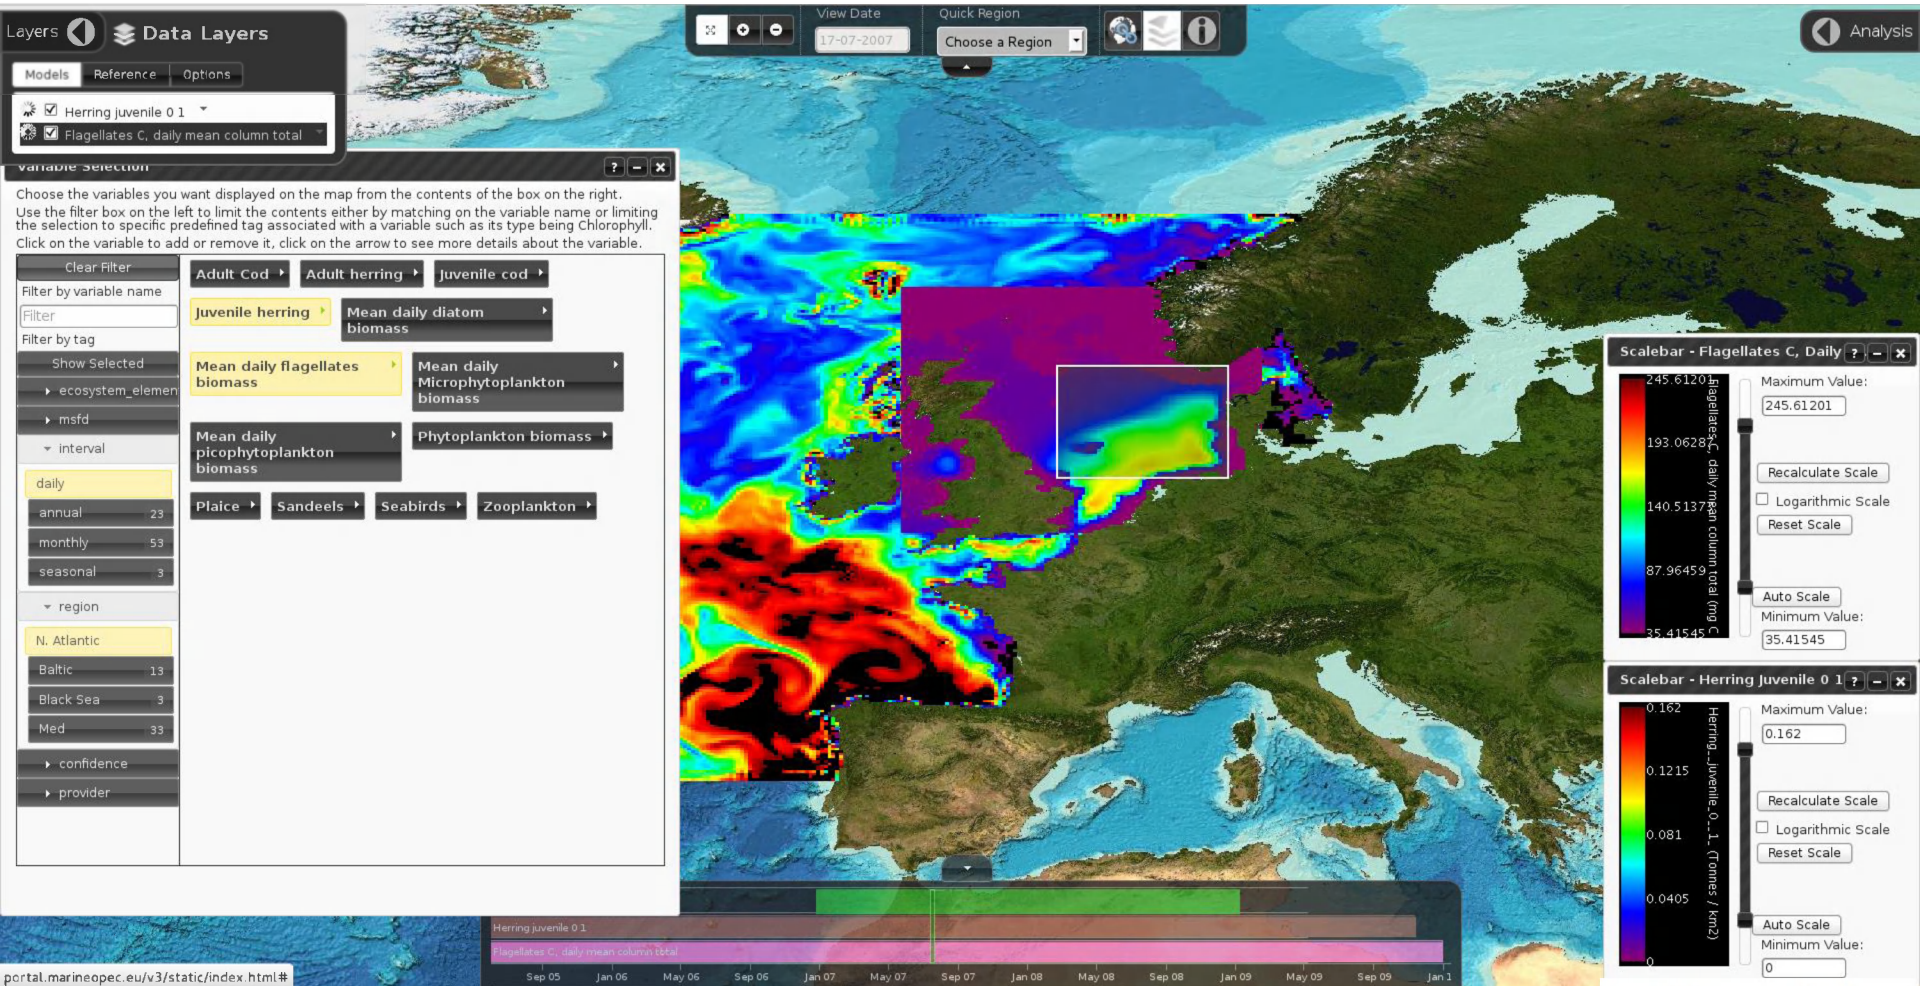 Layers
Data Layers
Models
Reference
Options
Herring juvenile 0 1
Flagellates C, daily mean column total
View Date
17-07-2007
Quick Region
Choose a Region
Analysis
Variable Selection
? – ×
Choose the variables you want displayed on the map from the contents of the box on the right.
Use the filter box on the left to limit the contents either by matching on the variable name or limiting
the selection to specific predefined tag associated with a variable such as its type being Chlorophyll.
Click on the variable to add or remove it, click on the arrow to see more details about the variable.
Clear Filter
Filter by variable name
Filter
Filter by tag
Show Selected
ecosystem_elemen
msfd
interval
daily
annual 23
monthly 53
seasonal 3
region
N. Atlantic
Baltic 13
Black Sea 3
Med 33
confidence
provider
Adult Cod
Adult herring
Juvenile cod
Juvenile herring
Mean daily diatom
biomass
Mean daily flagellates
biomass
Mean daily
Microphytoplankton
biomass
Mean daily
picophytoplankton
biomass
Phytoplankton biomass
Plaice
Sandeels
Seabirds
Zooplankton
Scalebar - Flagellates C, Daily ? – ×
245.61201
193.06287
140.51373
87.96459
35.41545
Flagellates C, daily mean column total (mg C
Maximum Value:
245.61201
Recalculate Scale
Logarithmic Scale
Reset Scale
Auto Scale
Minimum Value:
35.41545
Scalebar - Herring Juvenile 0 1 ? – ×
0.162
0.1215
0.081
0.0405
0
Herring__juvenile_0__1_ (Tonnes / km2)
Maximum Value:
0.162
Recalculate Scale
Logarithmic Scale
Reset Scale
Auto Scale
Minimum Value:
0
Herring juvenile 0 1
Flagellates C, daily mean column total
Sep 05
Jan 06
May 06
Sep 06
Jan 07
May 07
Sep 07
Jan 08
May 08
Sep 08
Jan 09
May 09
Sep 09
Jan 1
portal.marineopec.eu/v3/static/index.html#